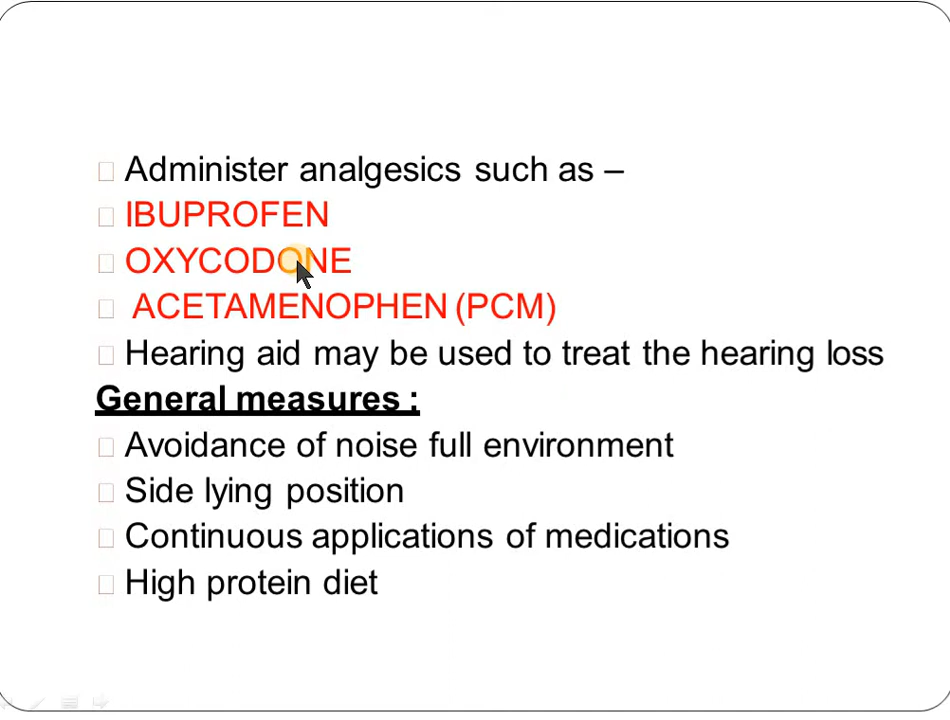 Administer analgesics such as –
IBUPROFEN
OXYCODONE
ACETAMENOPHEN (PCM)
Hearing aid may be used to treat the hearing loss
General measures :
Avoidance of noise full environment
Side lying position
Continuous applications of medications
High protein diet